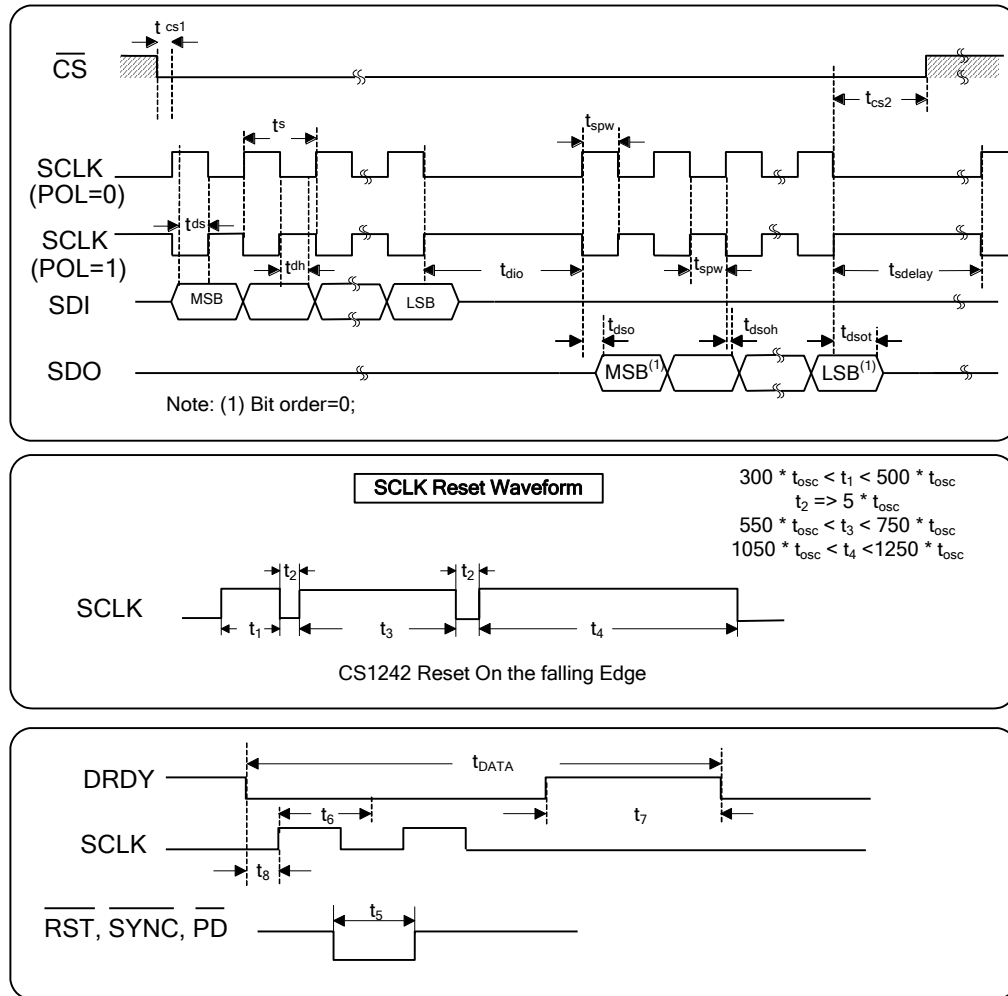 t cs1
CS
tcs2
ts
tspw
SCLK
(POL=0)
tds
SCLK
(POL=1)
tdh
tdio
tspw
tsdelay
SDI
MSB
LSB
tdso
tdsoh
tdsot
SDO
MSB(1)
LSB(1)
Note: (1) Bit order=0;
SCLK Reset Waveform
300 * tosc < t1 < 500 * tosc
t2 => 5 * tosc
550 * tosc < t3 < 750 * tosc
1050 * tosc < t4 <1250 * tosc
t2
t2
SCLK
t1
t3
t4
CS1242 Reset On the falling Edge
tDATA
DRDY
t6
t7
SCLK
t8
t5
RST, SYNC, PD